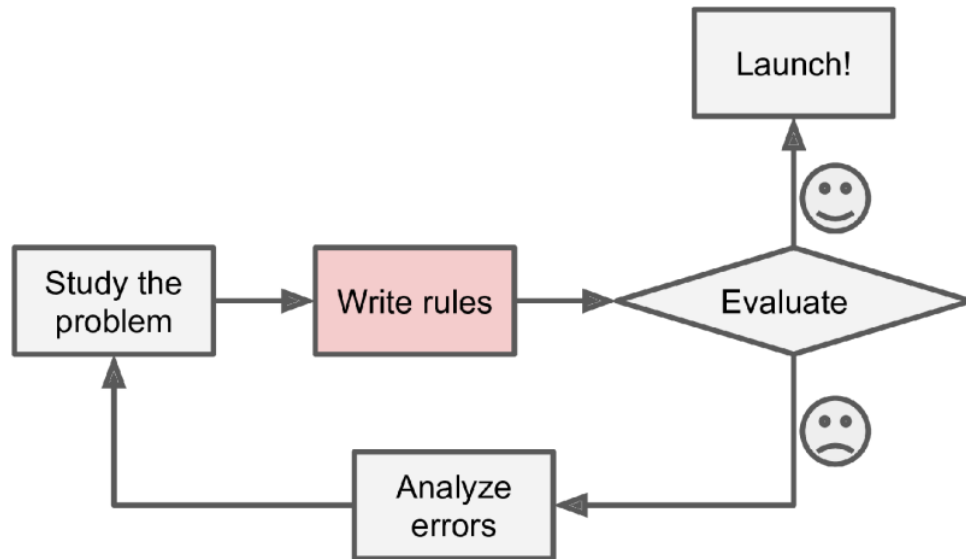 Launch!
Study the
problem
Write rules
Evaluate
Analyze
errors